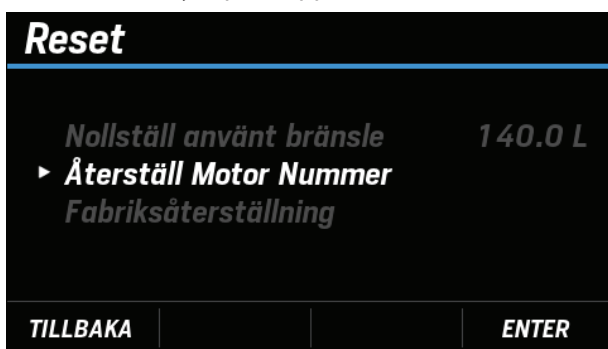 Reset
Nollställ använt bränsle 140.0 L
Återställ Motor Nummer
Fabriksåterställning
TILLBAKA ENTER